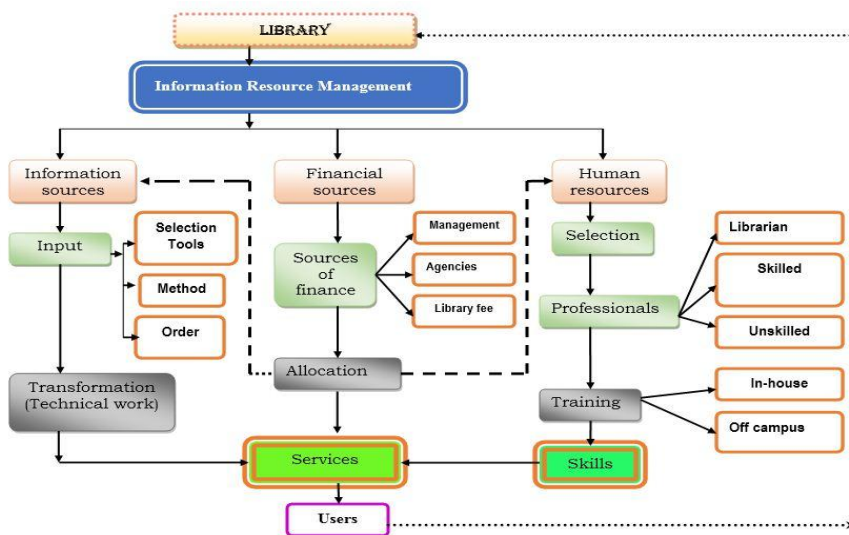 LIBRARY
Information Resource Management
Information
sources
Financial
sources
Human
resources
Input
Selection
Tools
Method
Order
Sources
of
finance
Management
Agencies
Library fee
Selection
Professionals
Librarian
Skilled
Unskilled
Transformation
(Technical work)
Allocation
Training
In-house
Off campus
Services
Skills
Users